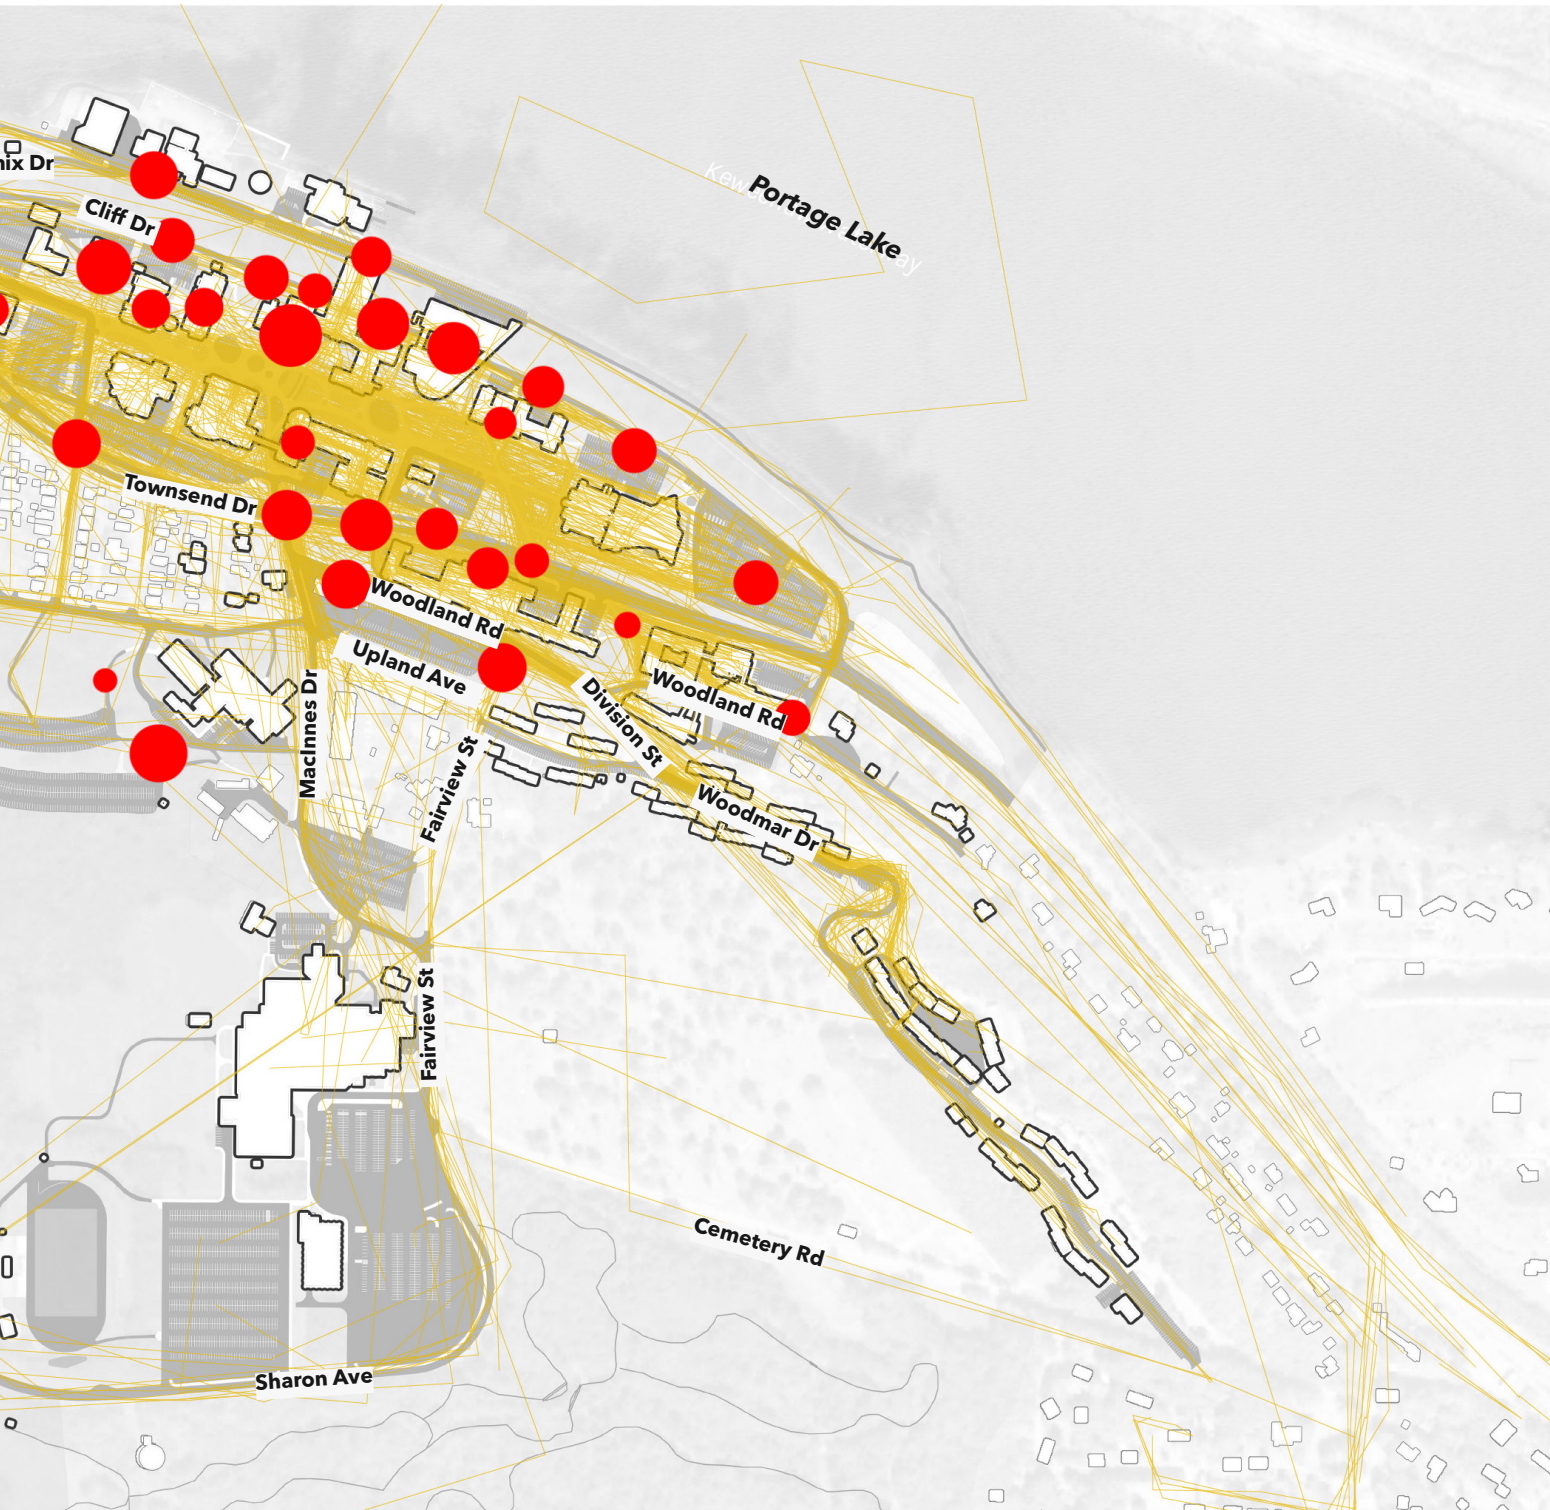 nix Dr
Cliff Dr
Portage Lake
Townsend Dr
Woodland Rd
Upland Ave
Division St
Woodland Rd
MacInnes Dr
Fairview St
Woodmar Dr
Fairview St
Cemetery Rd
Sharon Ave